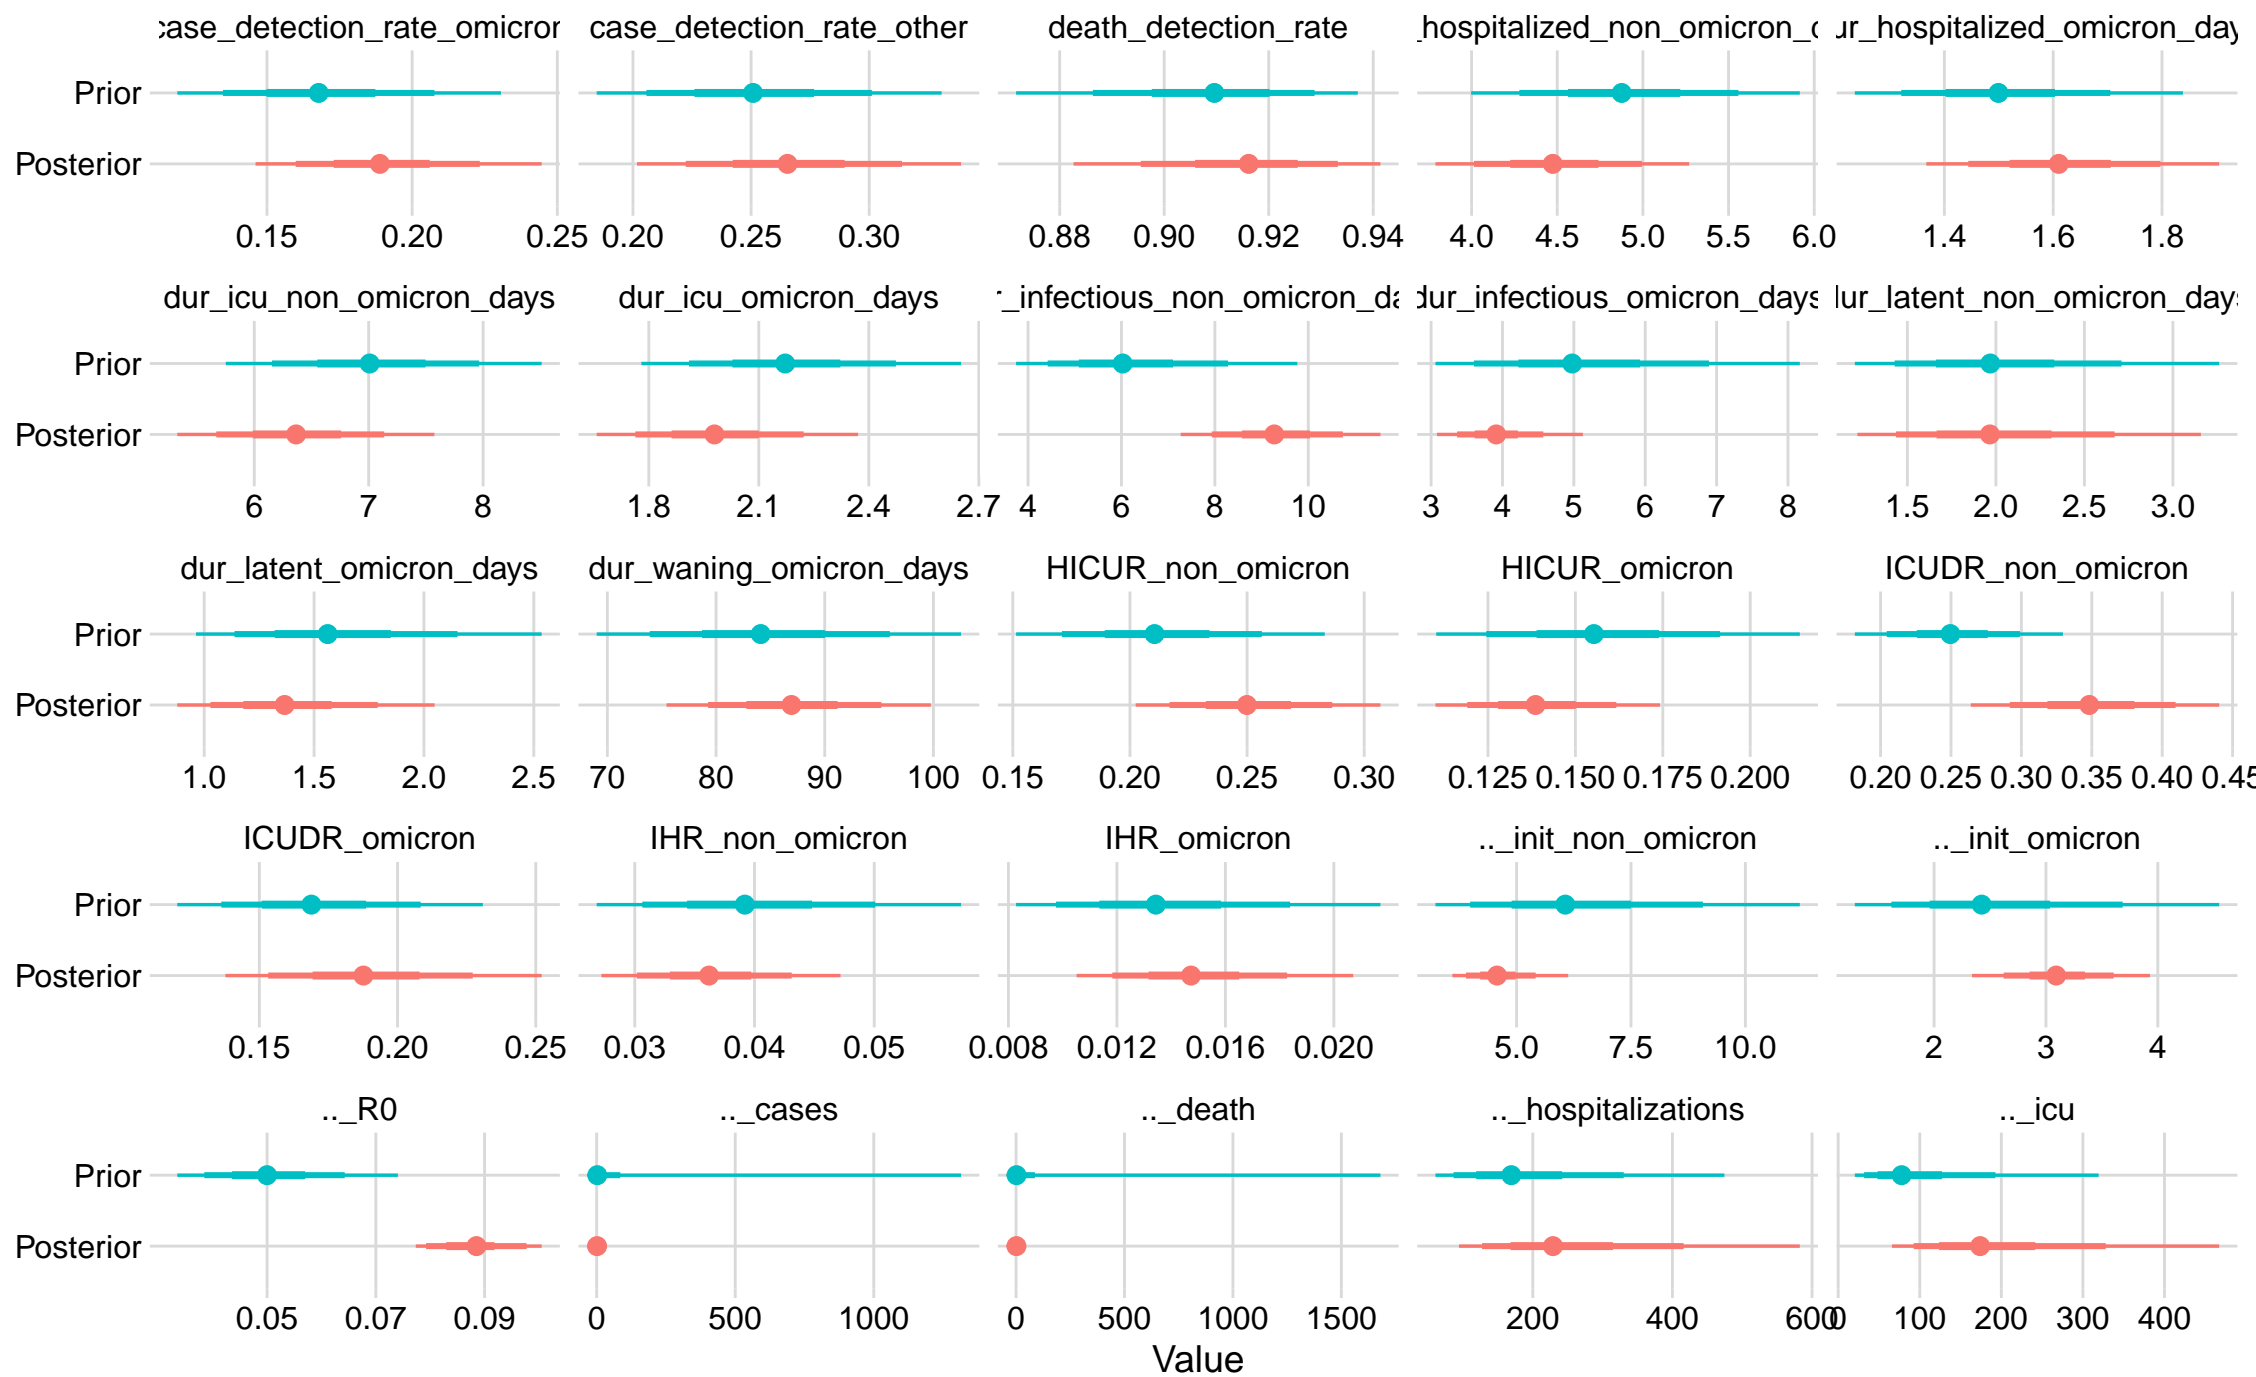 case_detection_rate_omicron case_detection_rate_other death_detection_rate _hospitalized_non_omicron_ ur_hospitalized_omicron_day
Prior
Posterior
0.15 0.20 0.25 0.20 0.25 0.30 0.88 0.90 0.92 0.94 4.0 4.5 5.0 5.5 6.0 1.4 1.6 1.8
dur_icu_non_omicron_days dur_icu_omicron_days r_infectious_non_omicron_da dur_infectious_omicron_days lur_latent_non_omicron_days
Prior
Posterior
6 7 8 1.8 2.1 2.4 2.7 4 6 8 10 3 4 5 6 7 8 1.5 2.0 2.5 3.0
dur_latent_omicron_days dur_waning_omicron_days HICUR_non_omicron HICUR_omicron ICUDR_non_omicron
Prior
Posterior
1.0 1.5 2.0 2.5 70 80 90 100 0.15 0.20 0.25 0.30 0.125 0.150 0.175 0.200 0.20 0.25 0.30 0.35 0.40 0.45
ICUDR_omicron IHR_non_omicron IHR_omicron .._init_non_omicron .._init_omicron
Prior
Posterior
0.15 0.20 0.25 0.03 0.04 0.05 0.008 0.012 0.016 0.020 5.0 7.5 10.0 2 3 4
.._R0 .._cases .._death .._hospitalizations .._icu
Prior
Posterior
0.05 0.07 0.09 0 500 1000 0 500 1000 1500 200 400 600 0 100 200 300 400
Value